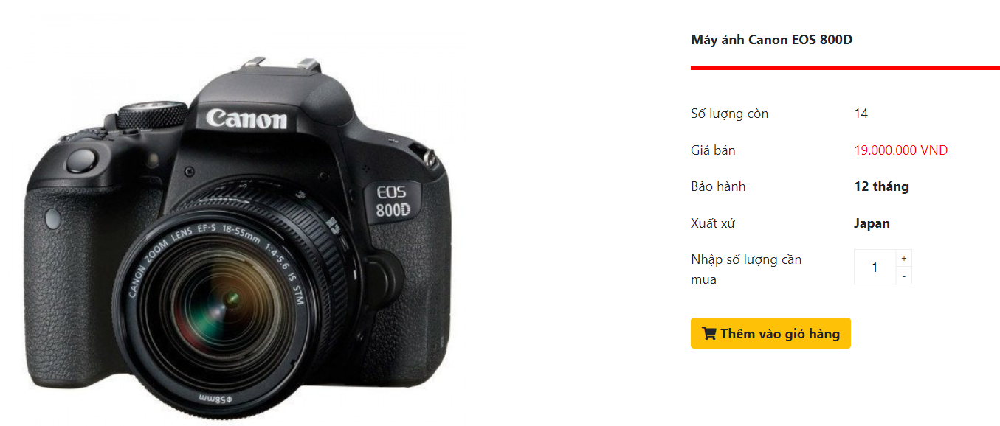 Canon
EOS
800D
CANON ZOOM LENS EF-S 18-55mm 1:4-5.6 IS STM
Φ58mm
Máy ảnh Canon EOS 800D
Số lượng còn 14
Giá bán 19.000.000 VND
Bảo hành 12 tháng
Xuất xứ Japan
Nhập số lượng cần
mua
1
+
-
Thêm vào giỏ hàng